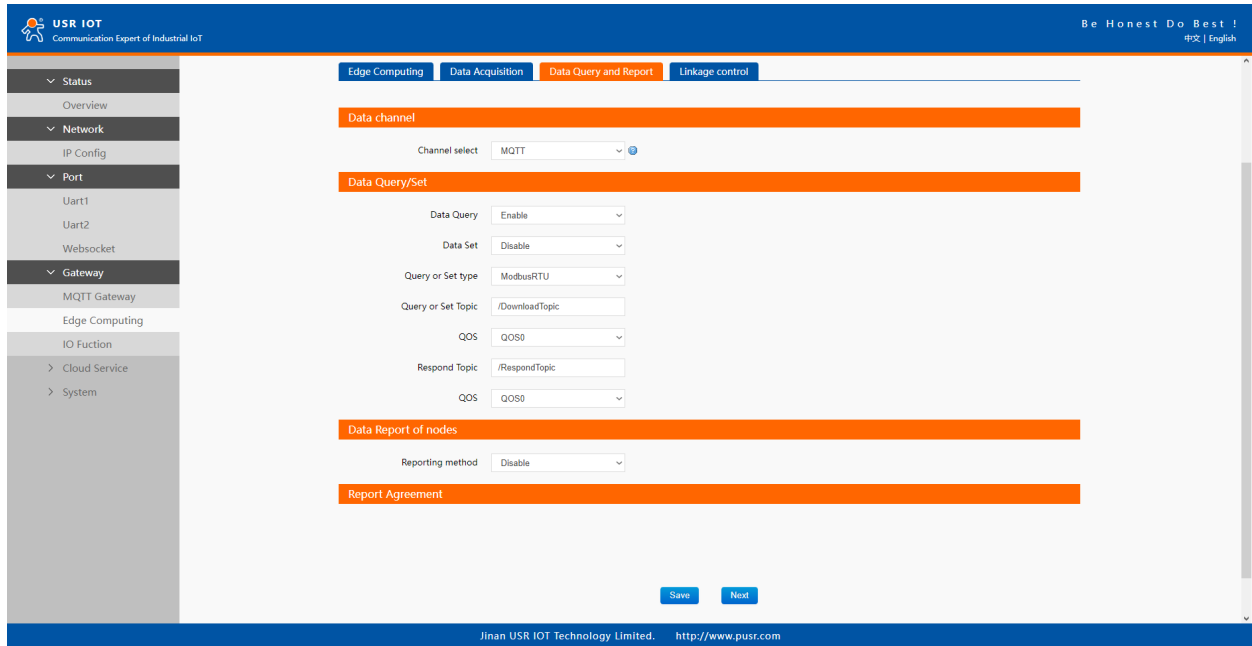 USR IOT
Communication Expert of Industrial IoT
Be Honest Do Best !
中文 | English
Status
Overview
Network
IP Config
Port
Uart1
Uart2
Websocket
Gateway
MQTT Gateway
Edge Computing
IO Fuction
Cloud Service
System
Edge Computing Data Acquisition Data Query and Report Linkage control
Data channel
Channel select MQTT
Data Query/Set
Data Query Enable
Data Set Disable
Query or Set type ModbusRTU
Query or Set Topic /DownloadTopic
QOS QOS0
Respond Topic /RespondTopic
QOS QOS0
Data Report of nodes
Reporting method Disable
Report Agreement
Save Next
Jinan USR IOT Technology Limited. http://www.pusr.com